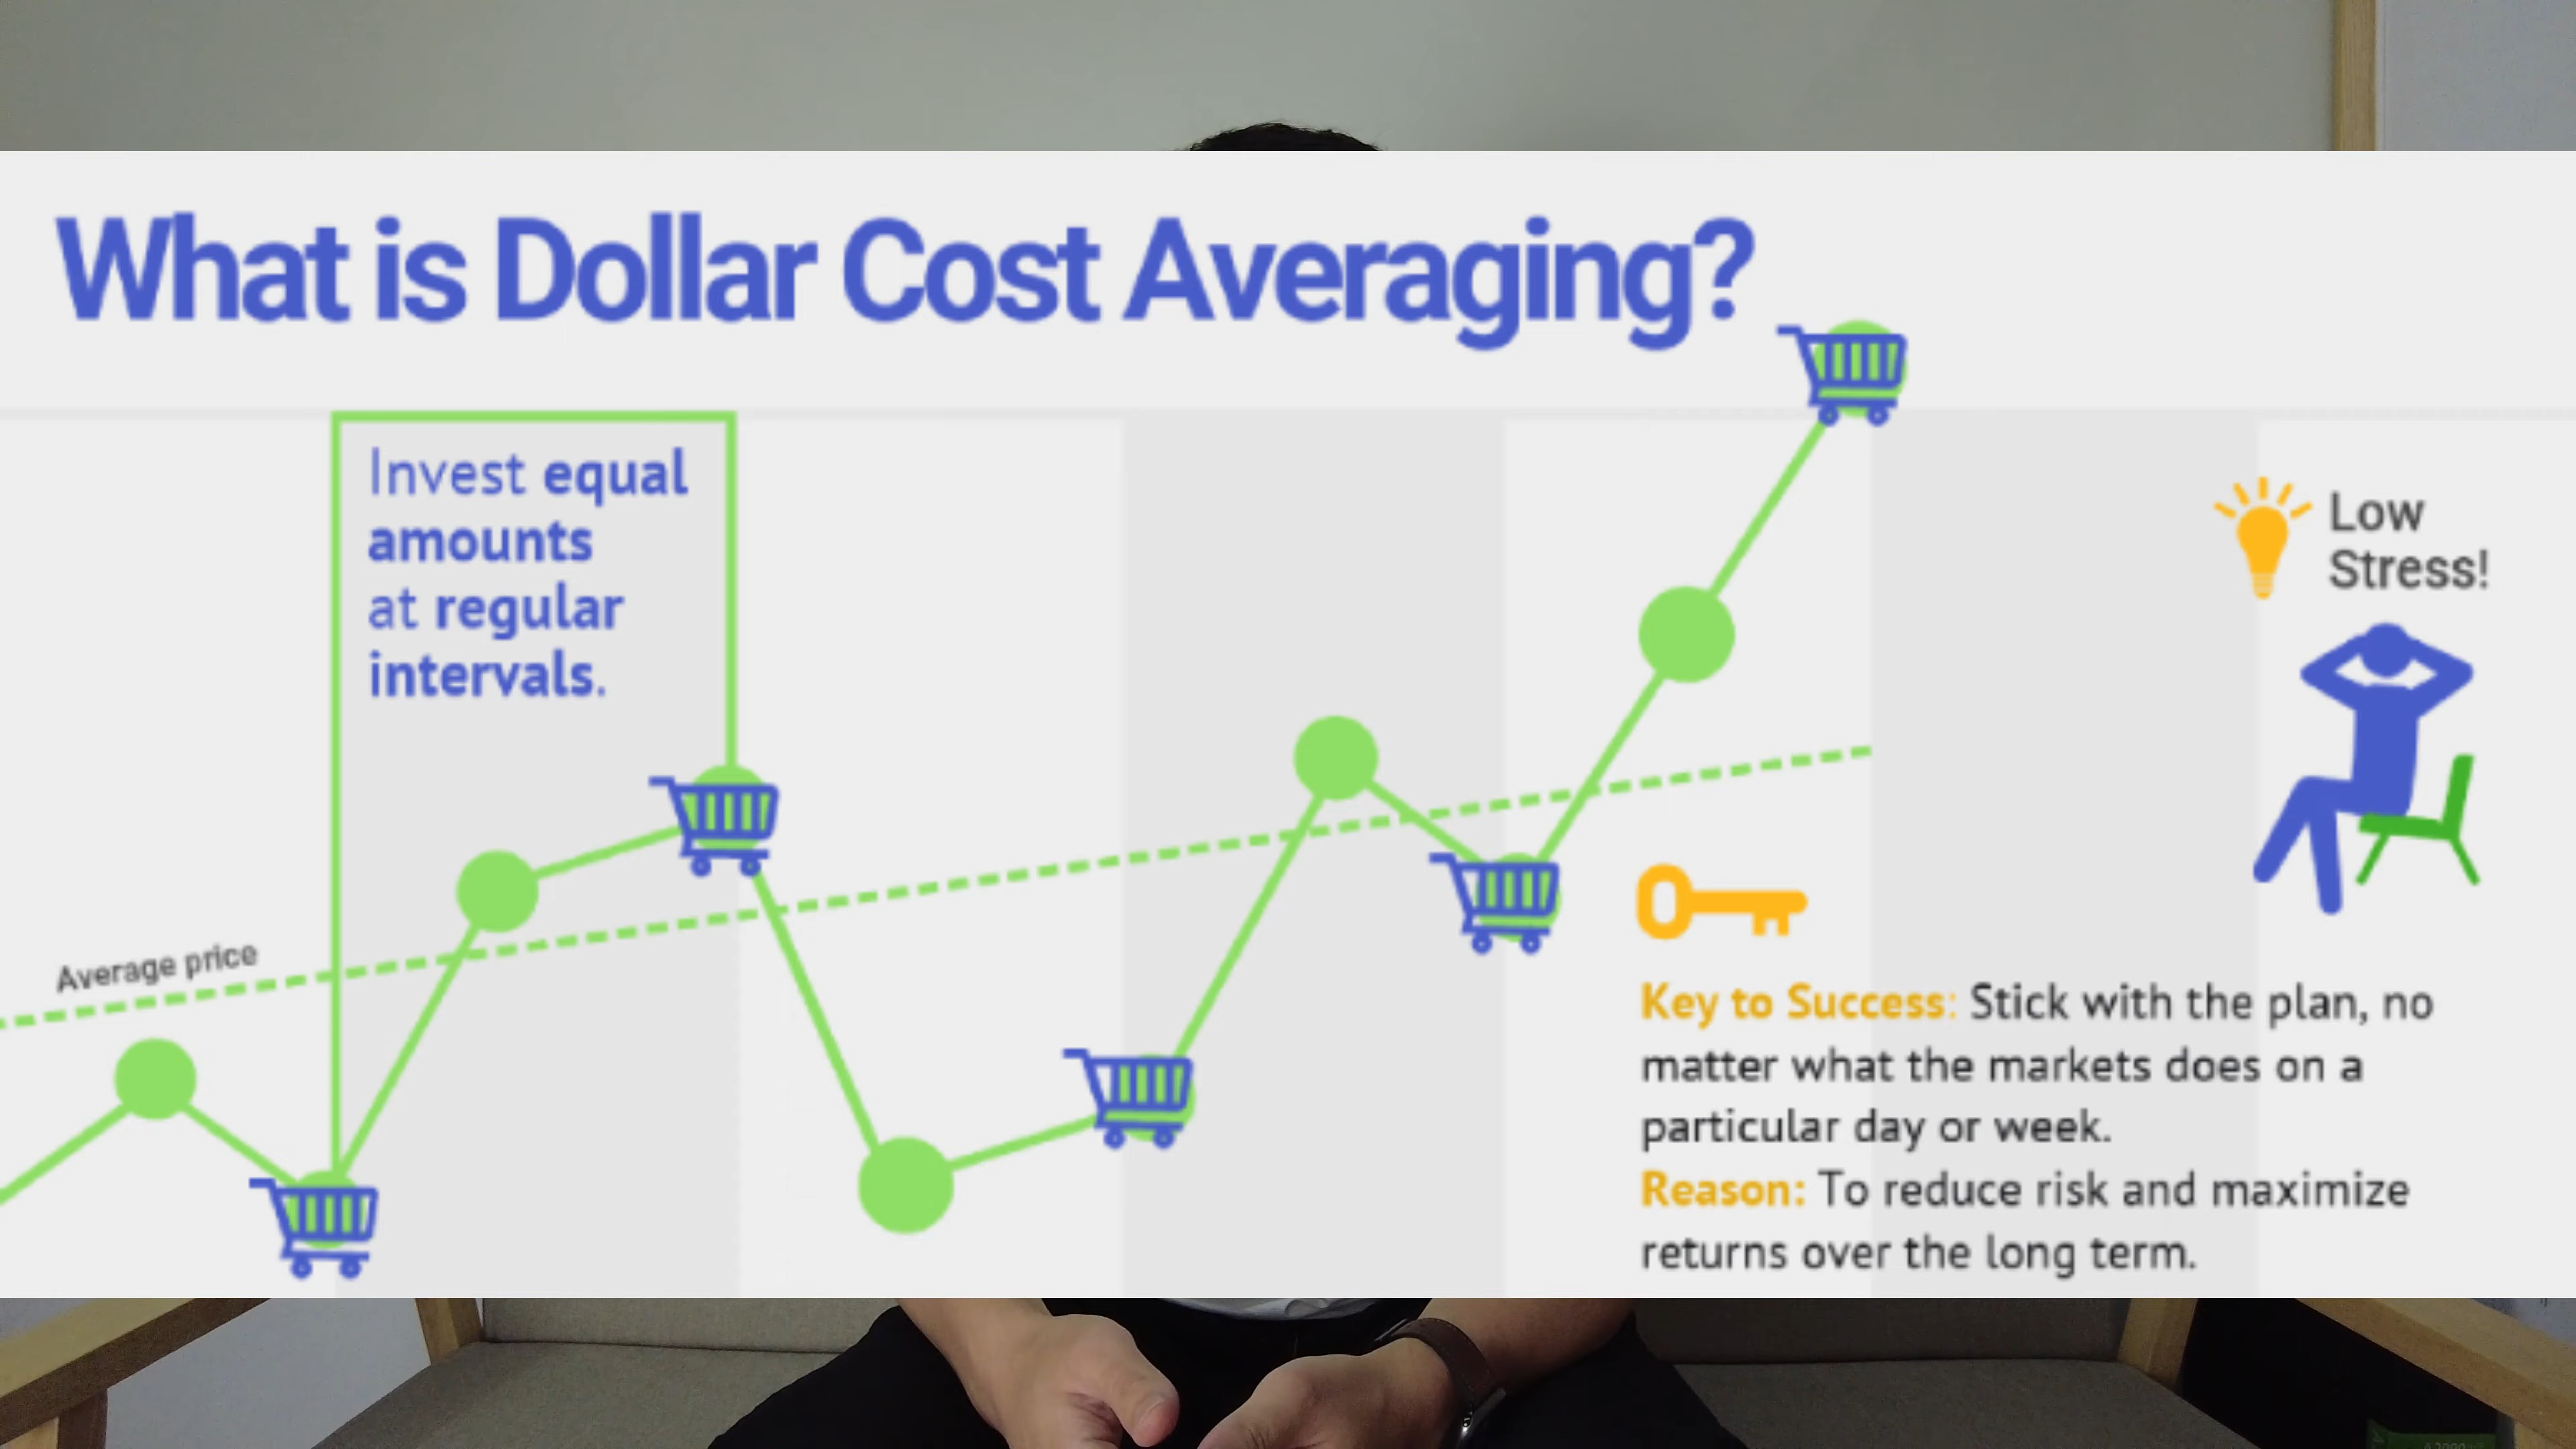 What is Dollar Cost Averaging?
Invest equal
amounts
at regular
intervals.
Low
Stress!
Average price
Key to Success: Stick with the plan, no
matter what the markets does on a
particular day or week.
Reason: To reduce risk and maximize
returns over the long term.